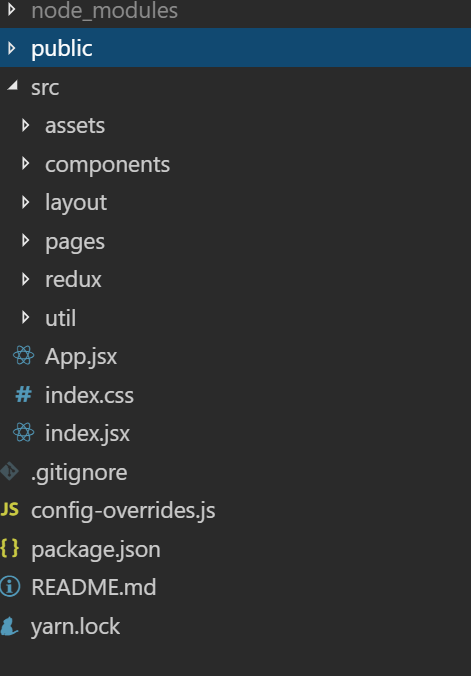 node_modules
public
src
assets
components
layout
pages
redux
util
App.jsx
# index.css
index.jsx
.gitignore
JS config-overrides.js
{ } package.json
README.md
yarn.lock